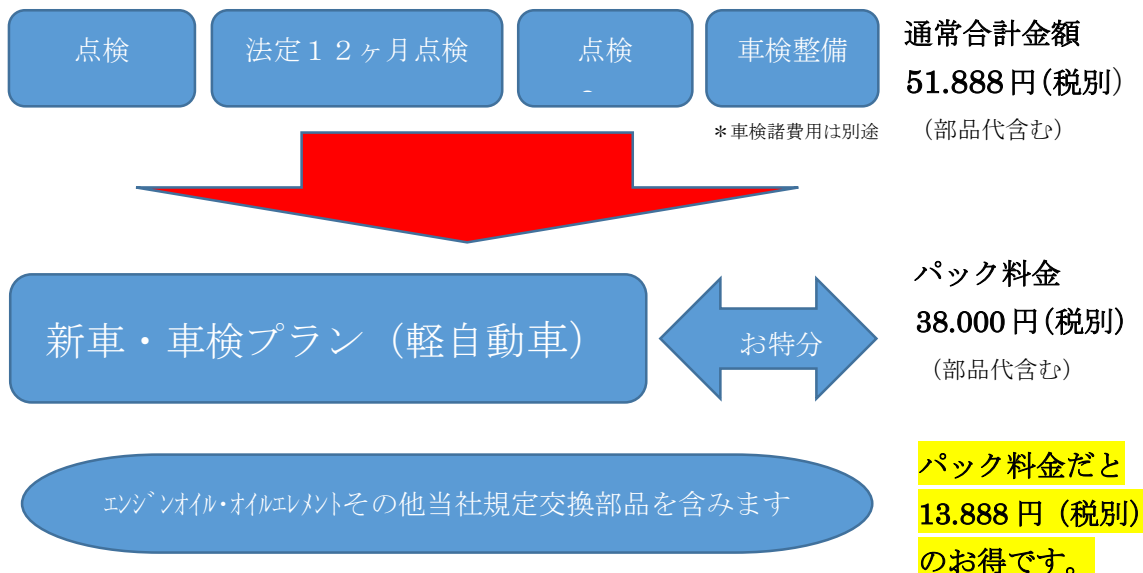 点検
法定１２ヶ月点検
点検
車検整備
通常合計金額
51.888円(税別)
＊車検諸費用は別途
（部品代含む）
新車・車検プラン（軽自動車）
お特分
パック料金
38.000円(税別)
（部品代含む）
ｴﾝｼﾞﾝｵｲﾙ・ｵｲﾙｴﾚﾒﾝﾄその他当社規定交換部品を含みます
パック料金だと
13.888円（税別）
のお得です。